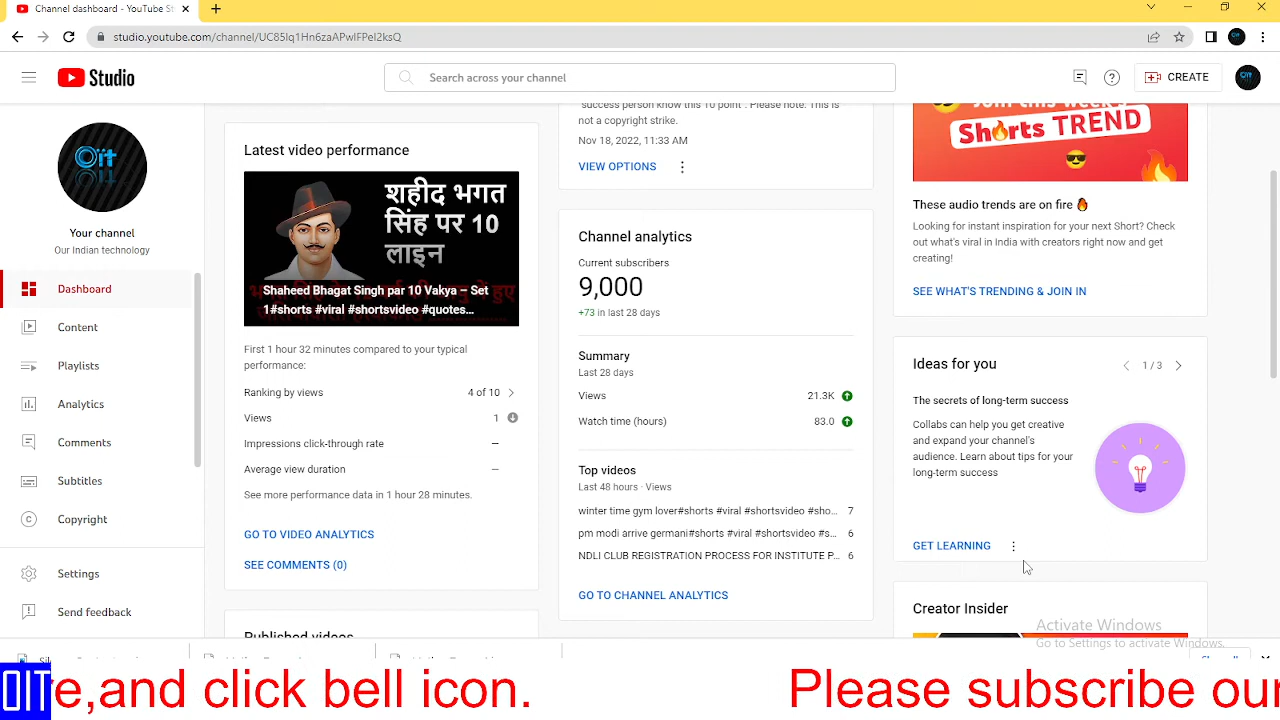 Channel dashboard - YouTube St
studio.youtube.com/channel/UC85lq1Hn6zaAPwIFPeI2ksQ
Studio
Search across your channel
CREATE
Oit
Your channel
Our Indian technology
Dashboard
Content
Playlists
Analytics
Comments
Subtitles
Copyright
Settings
Send feedback
Latest video performance
शहीद भगत
सिंह पर 10
लाइन
Shaheed Bhagat Singh par 10 Vakya – Set
1#shorts #viral #shortsvideo #quotes...
First 1 hour 32 minutes compared to your typical
performance:
Ranking by views 4 of 10
Views 1
Impressions click-through rate –
Average view duration –
See more performance data in 1 hour 28 minutes.
GO TO VIDEO ANALYTICS
SEE COMMENTS (0)
Published videos
success person know this 10 point". Please note: This is
not a copyright strike.
Nov 18, 2022, 11:33 AM
VIEW OPTIONS
Channel analytics
Current subscribers
9,000
+73 in last 28 days
Summary
Last 28 days
Views 21.3K
Watch time (hours) 83.0
Top videos
Last 48 hours · Views
winter time gym lover#shorts #viral #shortsvideo #sho... 7
pm modi arrive germani#shorts #viral #shortsvideo #s... 6
NDLI CLUB REGISTRATION PROCESS FOR INSTITUTE P... 6
GO TO CHANNEL ANALYTICS
Join this week
Shorts TREND
These audio trends are on fire 🔥
Looking for instant inspiration for your next Short? Check
out what's viral in India with creators right now and get
creating!
SEE WHAT'S TRENDING & JOIN IN
Ideas for you
1 / 3
The secrets of long-term success
Collabs can help you get creative
and expand your channel's
audience. Learn about tips for your
long-term success
GET LEARNING
Creator Insider
Activate Windows
Go to Settings to activate Windows.
OIT
re,and click bell icon.
Please subscribe our